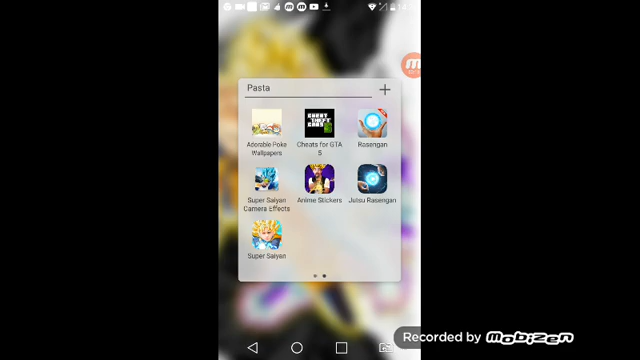 Pasta
Adorable Poke
Wallpapers
Cheats for GTA
5
Rasengan
Super Saiyan
Camera Effects
Anime Stickers
Jutsu Rasengan
Super Saiyan
Recorded by Mobizen